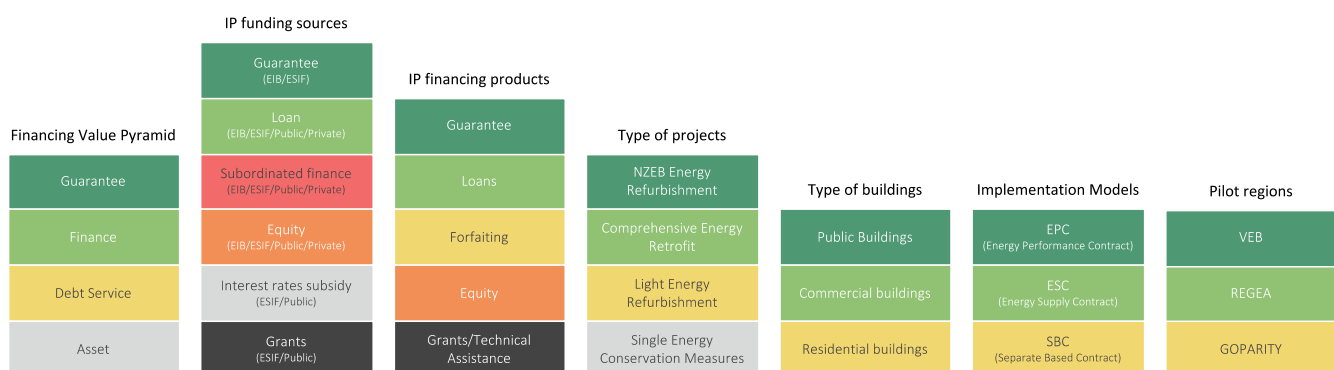 Financing Value Pyramid
Guarantee
Finance
Debt Service
Asset
IP funding sources
Guarantee
(EIB/ESIF)
Loan
(EIB/ESIF/Public/Private)
Subordinated finance
(EIB/ESIF/Public/Private)
Equity
(EIB/ESIF/Public/Private)
Interest rates subsidy
(ESIF/Public)
Grants
(ESIF/Public)
IP financing products
Guarantee
Loans
Forfaiting
Equity
Grants/Technical
Assistance
Type of projects
NZEB Energy
Refurbishment
Comprehensive Energy
Retrofit
Light Energy
Refurbishment
Single Energy
Conservation Measures
Type of buildings
Public Buildings
Commercial buildings
Residential buildings
Implementation Models
EPC
(Energy Performance Contract)
ESC
(Energy Supply Contract)
SBC
(Separate Based Contract)
Pilot regions
VEB
REGEA
GOPARITY